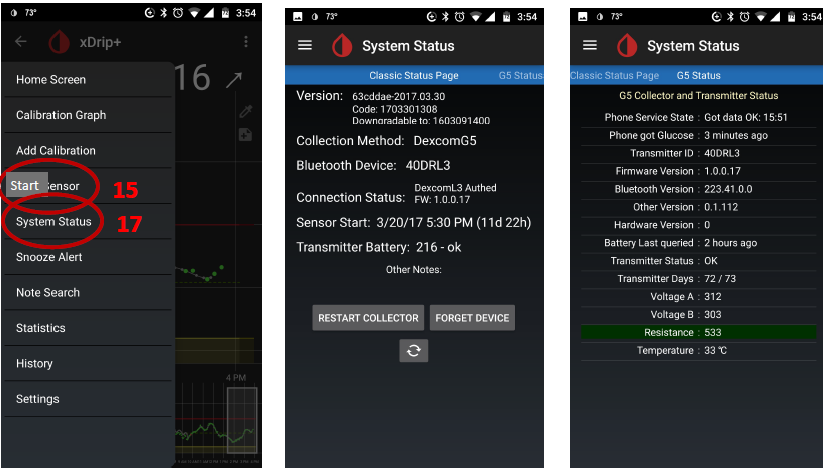 73°
3:54
xDrip+
Home Screen
16
Calibration Graph
Add Calibration
Start Sensor
15
System Status
17
Snooze Alert
Note Search
Statistics
History
4 PM
Settings
73°
3:54
System Status
Classic Status Page G5 Status
Version: 63cddae-2017.03.30
Code: 1703301308
Downgradable to: 1603091400
Collection Method: DexcomG5
Bluetooth Device: 40DRL3
Connection Status: DexcomL3 Authed
FW: 1.0.0.17
Sensor Start: 3/20/17 5:30 PM (11d 22h)
Transmitter Battery: 216 - ok
Other Notes:
RESTART COLLECTOR FORGET DEVICE
73°
3:54
System Status
Classic Status Page G5 Status
G5 Collector and Transmitter Status
Phone Service State : Got data OK: 15:51
Phone got Glucose : 3 minutes ago
Transmitter ID : 40DRL3
Firmware Version : 1.0.0.17
Bluetooth Version : 223.41.0.0
Other Version : 0.1.112
Hardware Version : 0
Battery Last queried : 2 hours ago
Transmitter Status : OK
Transmitter Days : 72 / 73
Voltage A : 312
Voltage B : 303
Resistance : 533
Temperature : 33 °C